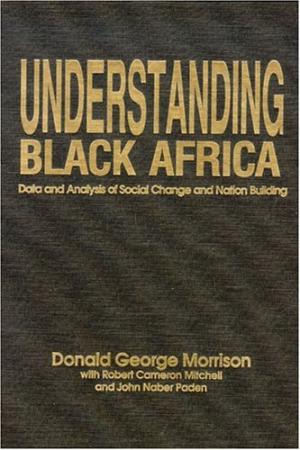 UNDERSTANDING
BLACK AFRICA
Data and Analysis of Social Change and Nation Building
Donald George Morrison
with Robert Cameron Mitchell
and John Naber Paden